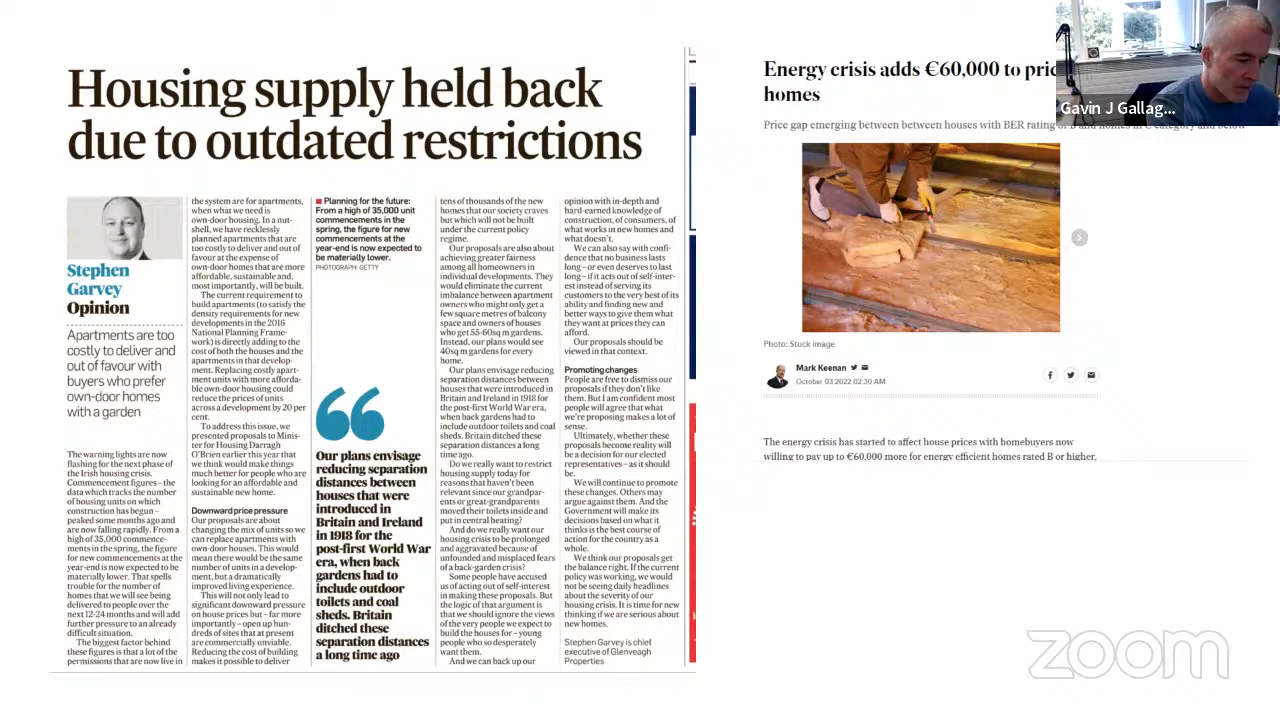 Housing supply held back
due to outdated restrictions
Stephen
Garvey
Opinion
Apartments are too
costly to deliver and
out of favour with
buyers who prefer
own-door homes
with a garden
The warning lights are now
flashing for the next phase of
the Irish housing crisis.
Commencement figures – the
data which tracks the number
of housing units on which
construction has begun –
peaked some months ago and
are now falling rapidly. From a
high of 35,000 commence-
ments in the spring, the figure
for new commencements at the
year-end is now expected to be
materially lower. That spells
trouble for the number of
homes that we will see being
delivered to people over the
next 12-24 months and will add
further pressure to an already
difficult situation.
The biggest factor behind
these figures is that a lot of the
permissions that are now live in
the system are for apartments,
when what we need is
own-door housing. In a nut-
shell, we have recklessly
planned apartments that are
too costly to deliver and out of
favour at the expense of
own-door homes that are more
affordable, sustainable and,
most importantly, will be built.
The current requirement to
build apartments (to satisfy the
density requirements for new
developments in the 2016
National Planning Frame-
work) is directly adding to the
cost of both the houses and the
apartments in that develop-
ment. Replacing costly apart-
ment units with more afforda-
ble own-door housing could
reduce the prices of units
across a development by 20 per
cent.
To address this issue, we
presented proposals to Minis-
ter for Housing Darragh
O'Brien earlier this year that
we think would make things
much better for people who are
looking for an affordable and
sustainable new home.
Downward price pressure
Our proposals are about
changing the mix of units so we
can replace apartments with
own-door houses. This would
mean there would be the same
number of units in a develop-
ment, but a dramatically
improved living experience.
This will not only lead to
significant downward pressure
on house prices but – far more
importantly – open up hun-
dreds of sites that at present
are commercially unviable.
Reducing the cost of building
makes it possible to deliver
Planning for the future:
From a high of 35,000 unit
commencements in the
spring, the figure for new
commencements at the
year-end is now expected to
be materially lower.
PHOTOGRAPH: GETTY
“
Our plans envisage
reducing separation
distances between
houses that were
introduced in
Britain and Ireland
in 1918 for the
post-first World War
era, when back
gardens had to
include outdoor
toilets and coal
sheds. Britain
ditched these
separation distances
a long time ago
tens of thousands of the new
homes that our society craves
but which will not be built
under the current policy
regime.
Our proposals are also about
achieving greater fairness
among all homeowners in
individual developments. They
would eliminate the current
imbalance between apartment
owners who might only get a
few square metres of balcony
space and owners of houses
who get 55-60sq m gardens.
Instead, our plans would see
40sq m gardens for every
home.
Our plans envisage reducing
separation distances between
houses that were introduced in
Britain and Ireland in 1918 for
the post-first World War era,
when back gardens had to
include outdoor toilets and coal
sheds. Britain ditched these
separation distances a long
time ago.
Do we really want to restrict
housing supply today for
reasons that haven't been
relevant since our grandpar-
ents or great-grandparents
moved their toilets inside and
put in central heating?
And do we really want our
housing crisis to be prolonged
and aggravated because of
unfounded and misplaced fears
of a back-garden crisis?
Some people have accused
us of acting out of self-interest
in making these proposals. But
the logic of that argument is
that we should ignore the views
of the very people we expect to
build the houses for – young
people who so desperately
want them.
And we can back up our
opinion with in-depth and
hard-earned knowledge of
construction, of consumers, of
what works in new homes and
what doesn't.
We can also say with confi-
dence that no business lasts
long – or even deserves to last
long – if it acts out of self-inter-
est instead of serving its
customers to the very best of its
ability and finding new and
better ways to give them what
they want at prices they can
afford.
Our proposals should be
viewed in that context.
Promoting changes
People are free to dismiss our
proposals if they don't like
them. But I am confident most
people will agree that what
we're proposing makes a lot of
sense.
Ultimately, whether these
proposals become reality will
be a decision for our elected
representatives – as it should
be.
We will continue to promote
these changes. Others may
argue against them. And the
Government will make its
decisions based on what it
thinks is the best course of
action for the country as a
whole.
We think our proposals get
the balance right. If the current
policy was working, we would
not be seeing daily headlines
about the severity of our
housing crisis. It is time for new
thinking if we are serious about
new homes.
Stephen Garvey is chief
executive of Glenveagh
Properties
Energy crisis adds €60,000 to
homes
Price gap emerging between between houses with BER rating of B and homes in C category and below
Photo: Stock image
Mark Keenan
October 03 2022 02:30 AM
The energy crisis has started to affect house prices with homebuyers now
willing to pay up to €60,000 more for energy efficient homes rated B or higher,
Gavin J Gallag...
zoom